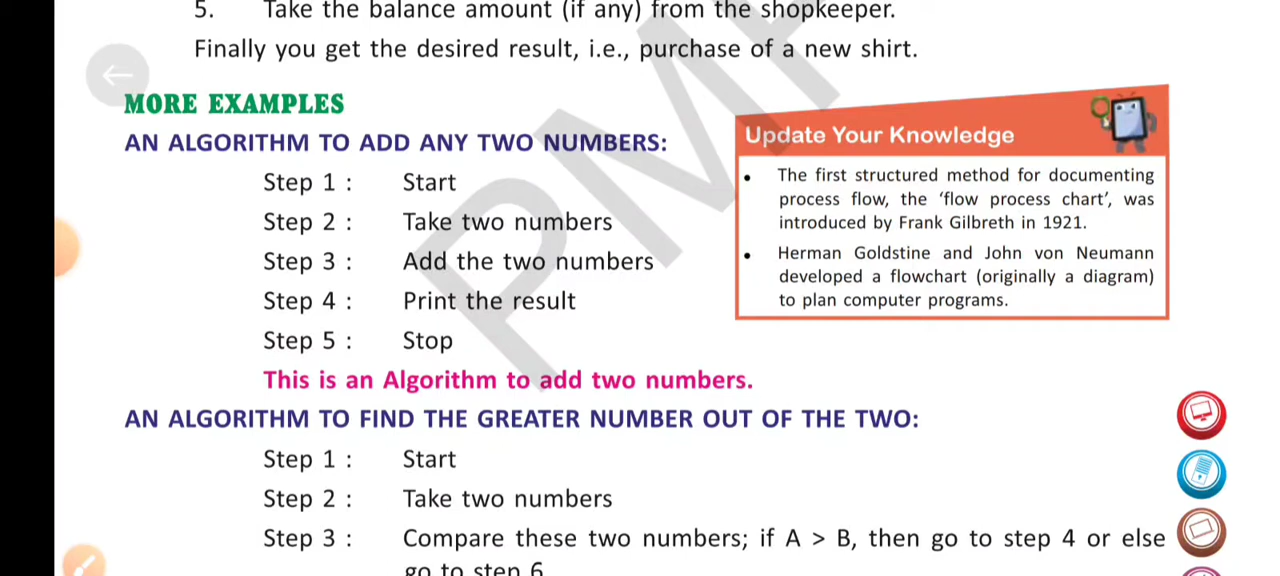 5. Take the balance amount (if any) from the shopkeeper.
Finally you get the desired result, i.e., purchase of a new shirt.
MORE EXAMPLES
AN ALGORITHM TO ADD ANY TWO NUMBERS:
Step 1 : Start
Step 2 : Take two numbers
Step 3 : Add the two numbers
Step 4 : Print the result
Step 5 : Stop
This is an Algorithm to add two numbers.
Update Your Knowledge
• The first structured method for documenting
process flow, the ‘flow process chart’, was
introduced by Frank Gilbreth in 1921.
• Herman Goldstine and John von Neumann
developed a flowchart (originally a diagram)
to plan computer programs.
AN ALGORITHM TO FIND THE GREATER NUMBER OUT OF THE TWO:
Step 1 : Start
Step 2 : Take two numbers
Step 3 : Compare these two numbers; if A > B, then go to step 4 or else
go to step 6